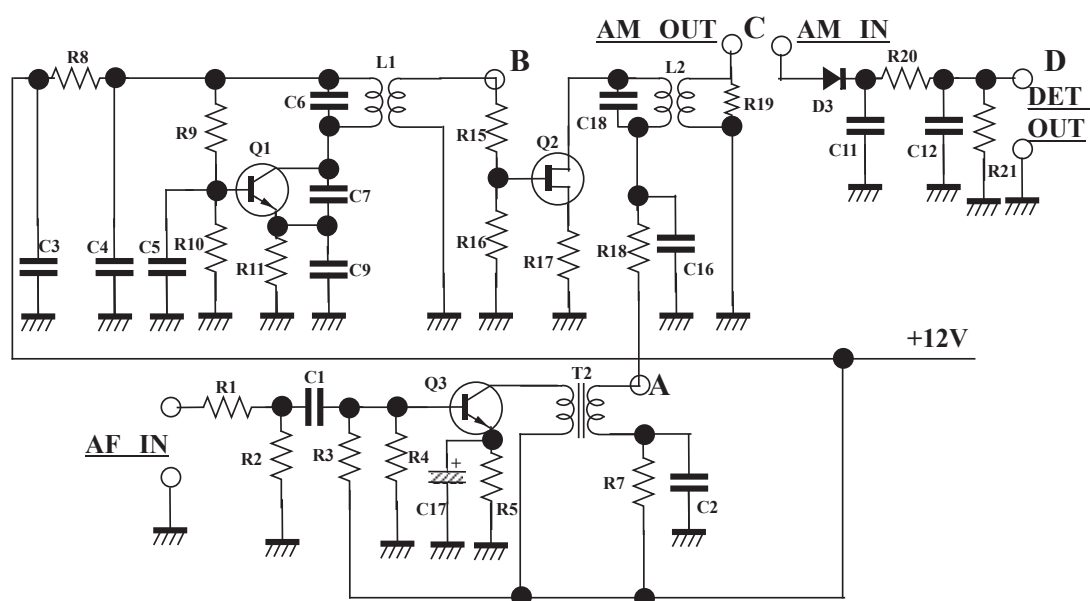 AM OUT C AM IN
R8 L1 B L2 R20 D
C6 R19 D3 DET
R9 R15 C18 OUT
Q1 Q2 C11 C12
C7 R21
C3 C4 C5 R10 R11 C9 R16 R17 R18 C16
+12V
R1 C1 Q3 T2 A
AF IN R2 R3 R4 + R7
C17 R5 C2